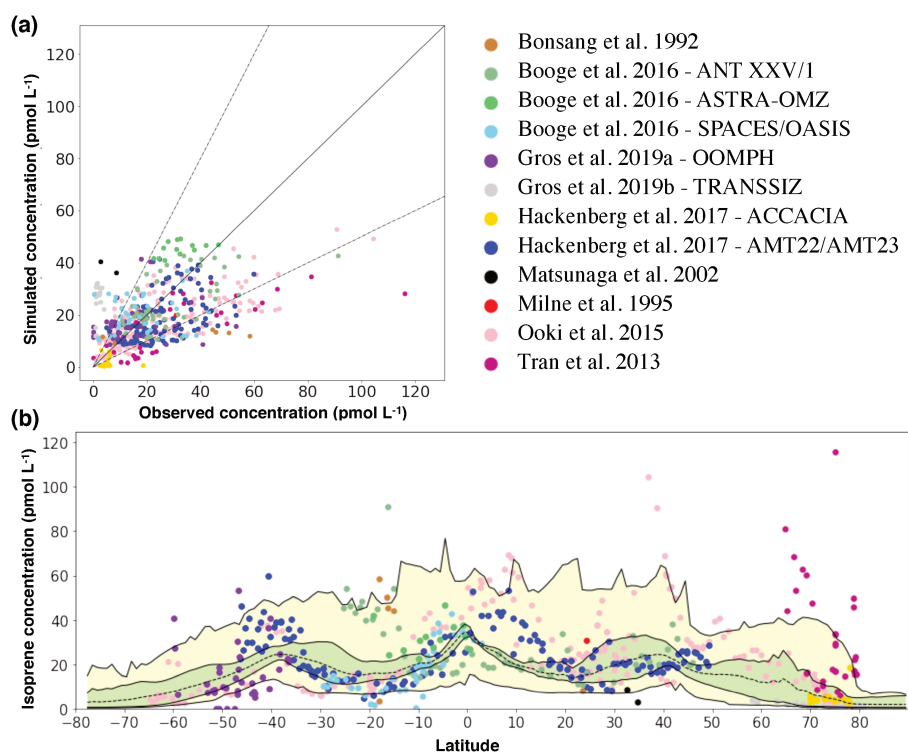 (a)
120
100
80
60
40
20
0
Simulated concentration (pmol L-1)
0 20 40 60 80 100 120
Observed concentration (pmol L-1)
Bonsang et al. 1992
Booge et al. 2016 - ANT XXV/1
Booge et al. 2016 - ASTRA-OMZ
Booge et al. 2016 - SPACES/OASIS
Gros et al. 2019a - OOMPH
Gros et al. 2019b - TRANSSIZ
Hackenberg et al. 2017 - ACCACIA
Hackenberg et al. 2017 - AMT22/AMT23
Matsunaga et al. 2002
Milne et al. 1995
Ooki et al. 2015
Tran et al. 2013
(b)
120
100
80
60
40
20
0
Isoprene concentration (pmol L-1)
−80 −70 −60 −50 −40 −30 −20 −10 0 10 20 30 40 50 60 70 80
Latitude